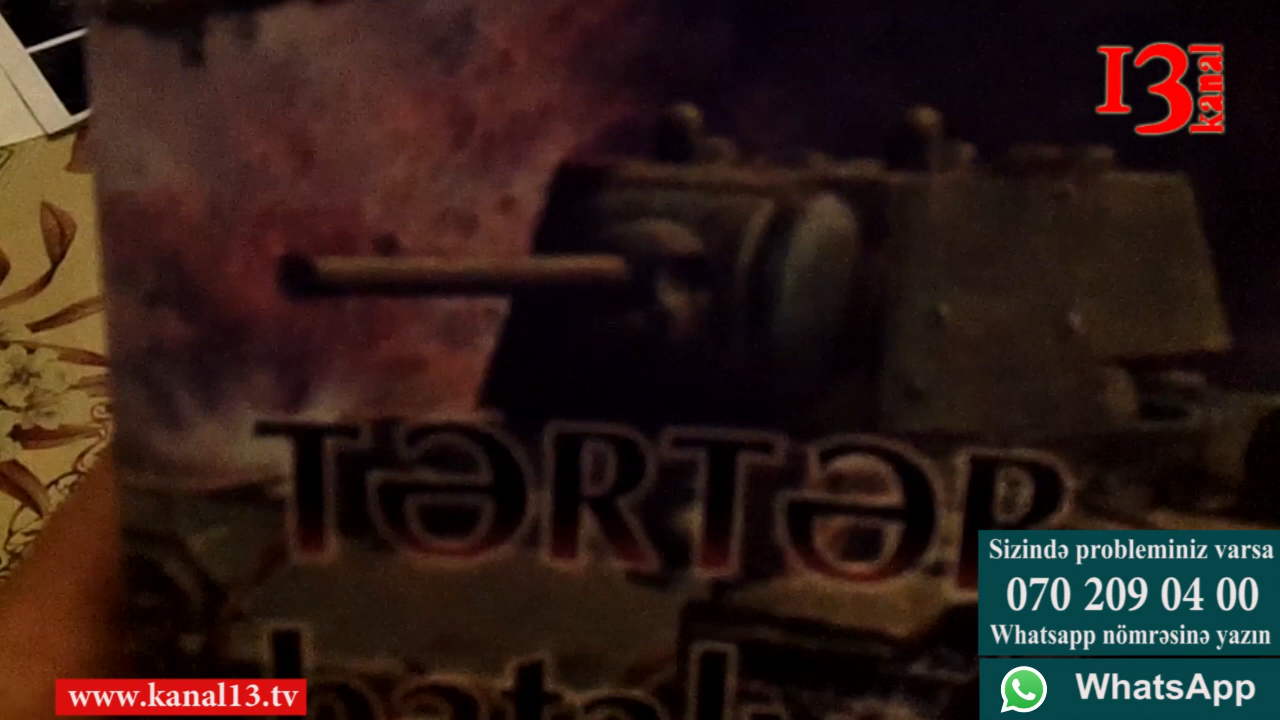 13 kanal
TƏRTƏR
Sizində probleminiz varsa
070 209 04 00
Whatsapp nömrəsinə yazın
www.kanal13.tv
WhatsApp